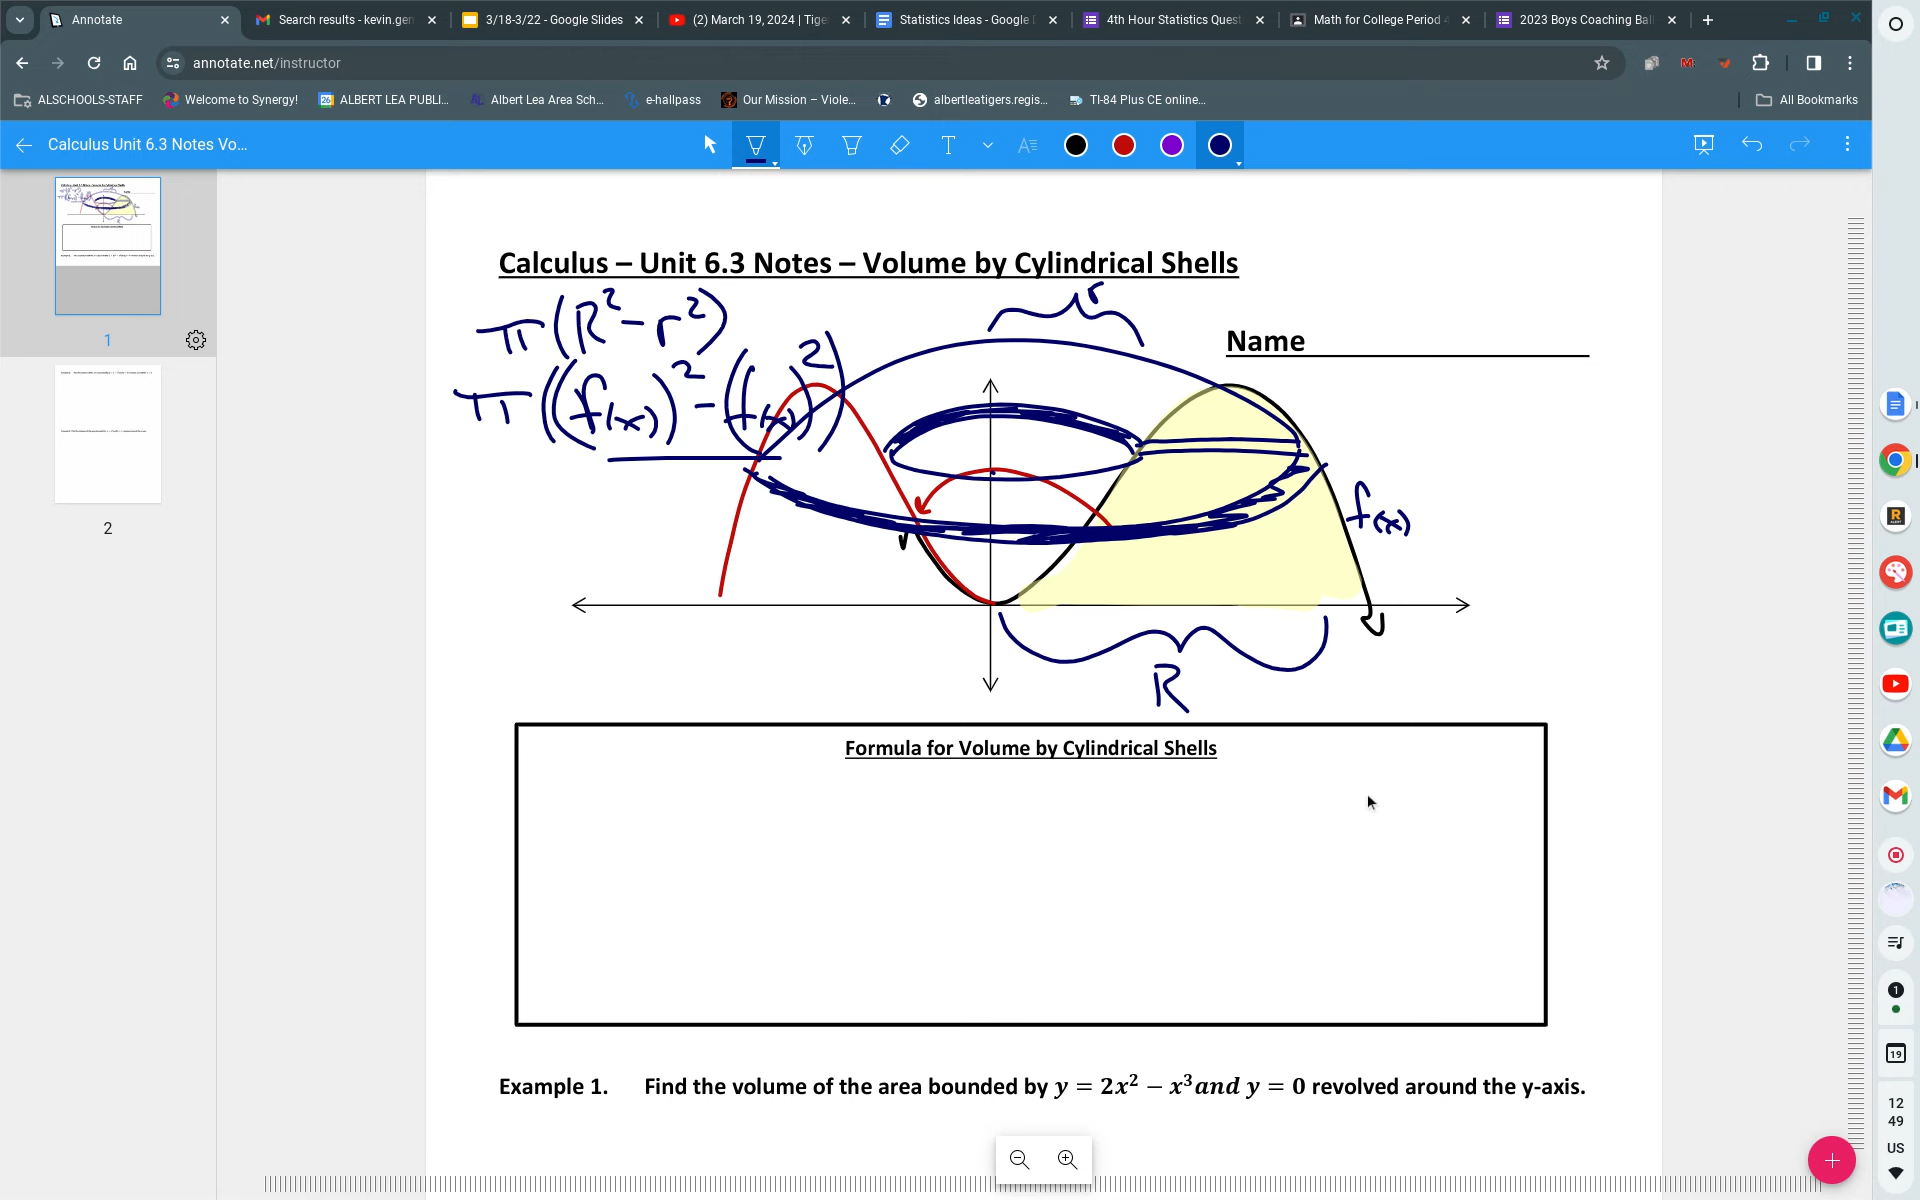 Annotate
Search results - kevin.gen
3/18-3/22 - Google Slides
(2) March 19, 2024 | Tige
Statistics Ideas - Google
4th Hour Statistics Quest
Math for College Period 4
2023 Boys Coaching Ball
annotate.net/instructor
ALSCHOOLS-STAFF
Welcome to Synergy!
ALBERT LEA PUBLI...
Albert Lea Area Sch...
e-hallpass
Our Mission – Viole...
albertleatigers.regis...
TI-84 Plus CE online...
All Bookmarks
Calculus Unit 6.3 Notes Vo...
1
2
Calculus – Unit 6.3 Notes – Volume by Cylindrical Shells
Name
π(R² - r²)
π((f(x))² - (f(x))²)
r
f(x)
R
Formula for Volume by Cylindrical Shells
Example 1. Find the volume of the area bounded by y = 2x² − x³ and y = 0 revolved around the y-axis.
1
19
12
49
US